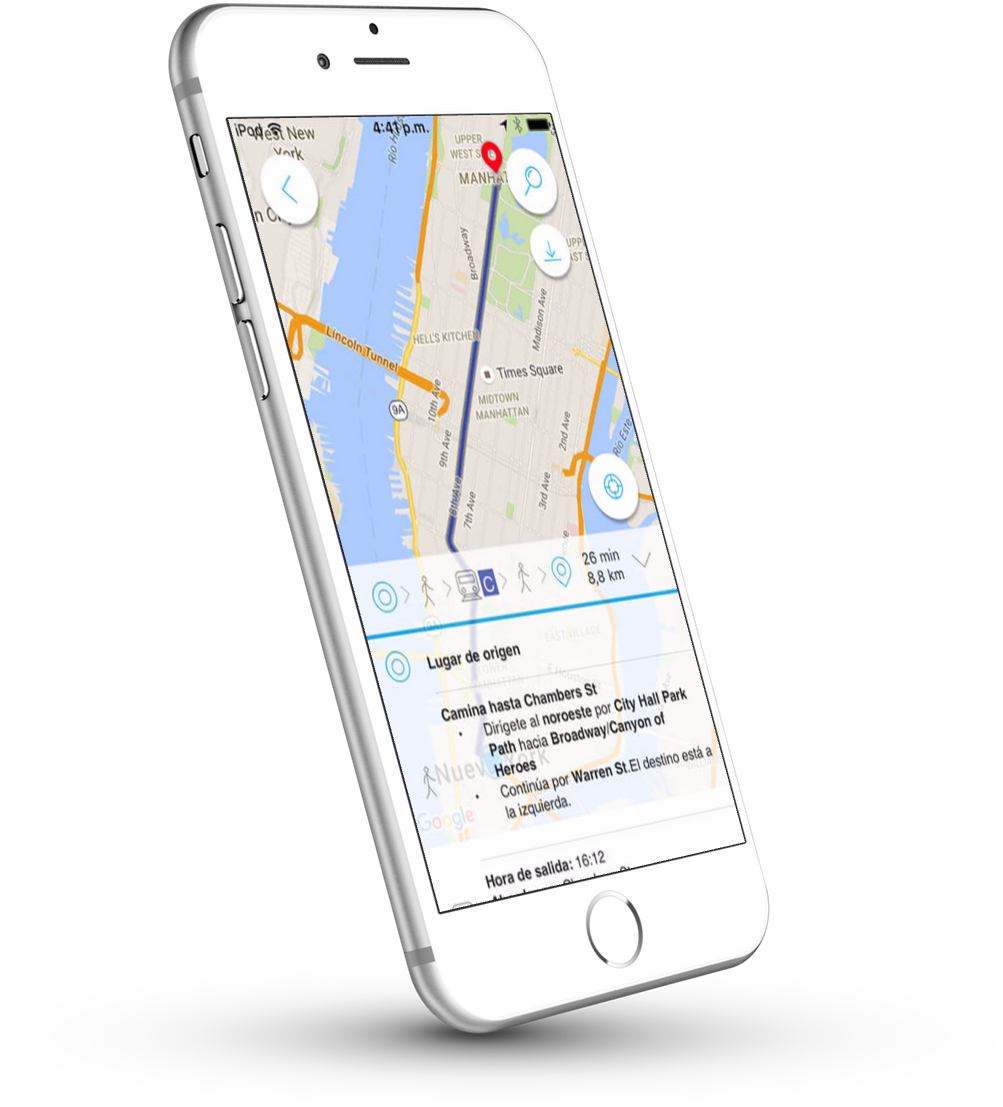 iPod
4:41 p.m.
West New
York
UPPER
WEST
MANHAT
Broadway
Madison Ave
Lincoln Tunnel
HELL'S KITCHEN
Times Square
9A
10th Ave
MIDTOWN
MANHATTAN
9th Ave
2nd Ave
Río Este
8th Ave
7th Ave
3rd Ave
C
26 min
8,8 km
EAST VILLAGE
Lugar de origen
LOWER
MANHATTAN
Camina hasta Chambers St
• Dirígete al noroeste por City Hall Park
Path hacia Broadway/Canyon of
Heroes
• Continúa por Warren St.El destino está a
la izquierda.
Nueva York
Google
Hora de salida: 16:12